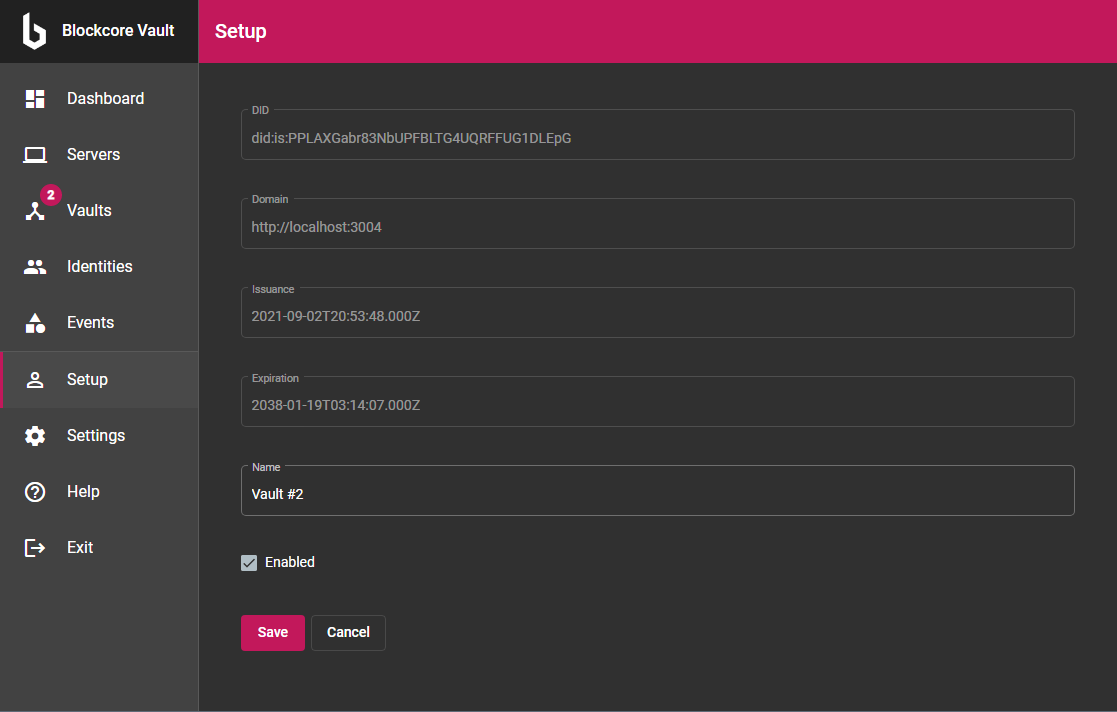 Blockcore Vault
Setup
Dashboard
Servers
2
Vaults
Identities
Events
Setup
Settings
Help
Exit
DID
did:is:PPLAXGabr83NbUPFBLTG4UQRFFUG1DLEpG
Domain
http://localhost:3004
Issuance
2021-09-02T20:53:48.000Z
Expiration
2038-01-19T03:14:07.000Z
Name
Vault #2
Enabled
Save
Cancel